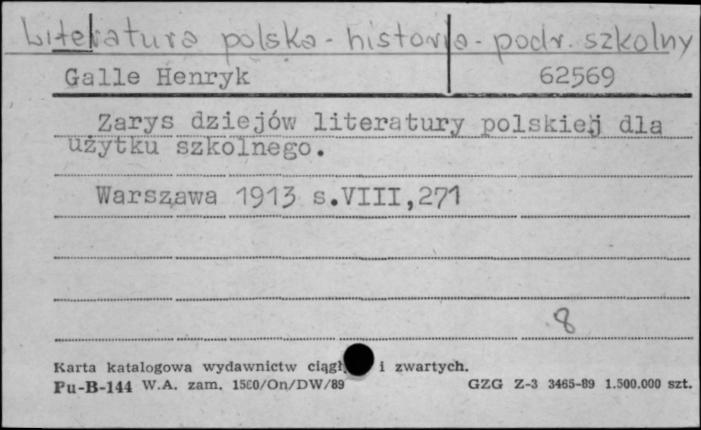 Literatura polska - historia - podr. szkolny
Galle Henryk 62569
Zarys dziejów literatury polskiej dla
użytku szkolnego.
Warszawa 1913 s.VIII,271
8
Karta katalogowa wydawnictw i zwartych.
Pu-B-144 W.A. zam. 1560/On/DW/89 GZG Z-3 3465-89 1.500.000 szt.